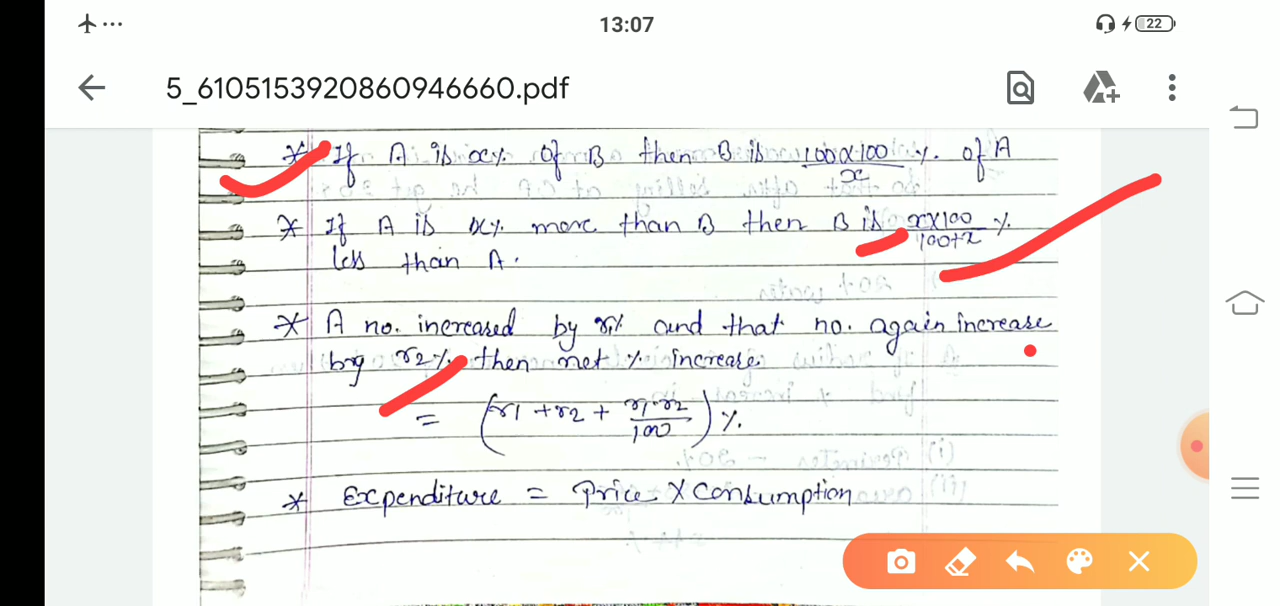 13:07
22
5_6105153920860946660.pdf
* If A is x% of B then B is 100x100/x % of A
* If A is x% more than B then B is x×100/100+x %
less than A.
* A no. increased by r1% and that no. again increase
by r2% then net % increase
= (r1 + r2 + r1.r2/100) %.
* Expenditure = Price × Consumption